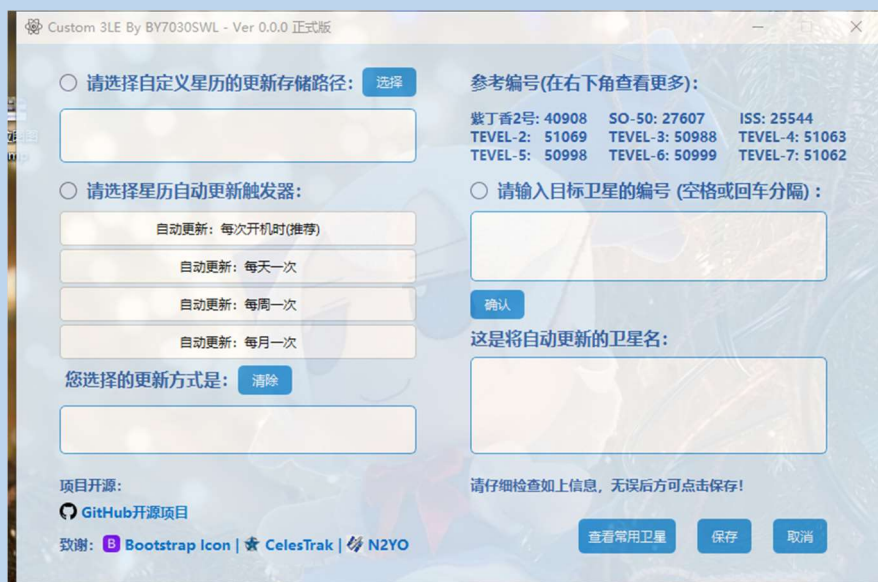 Custom 3LE By BY7030SWL - Ver 0.0.0 正式版
请选择自定义星历的更新存储路径： 选择
请选择星历自动更新触发器：
自动更新：每次开机时(推荐)
自动更新：每天一次
自动更新：每周一次
自动更新：每月一次
您选择的更新方式是： 清除
项目开源：
GitHub开源项目
致谢： Bootstrap Icon | CelesTrak | N2YO
参考编号(在右下角查看更多)：
紫丁香2号: 40908 SO-50: 27607 ISS: 25544
TEVEL-2: 51069 TEVEL-3: 50988 TEVEL-4: 51063
TEVEL-5: 50998 TEVEL-6: 50999 TEVEL-7: 51062
请输入目标卫星的编号 (空格或回车分隔)：
确认
这是将自动更新的卫星名：
请仔细检查如上信息，无误后方可点击保存！
查看常用卫星 保存 取消